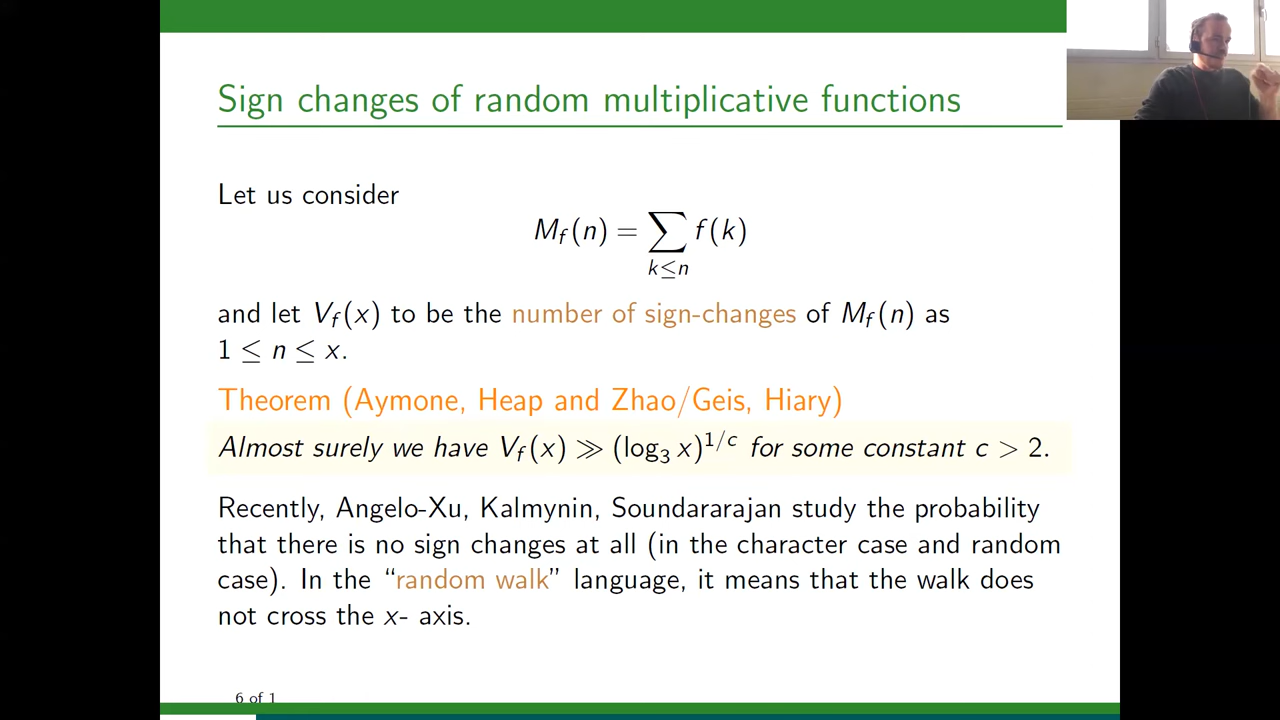 Sign changes of random multiplicative functions
Let us consider
M_f(n) = ∑_{k≤n} f(k)
and let V_f(x) to be the number of sign-changes of M_f(n) as
1 ≤ n ≤ x.
Theorem (Aymone, Heap and Zhao/Geis, Hiary)
Almost surely we have V_f(x) ≫ (log₃ x)^{1/c} for some constant c > 2.
Recently, Angelo-Xu, Kalmynin, Soundararajan study the probability
that there is no sign changes at all (in the character case and random
case). In the “random walk” language, it means that the walk does
not cross the x- axis.
6 of 1